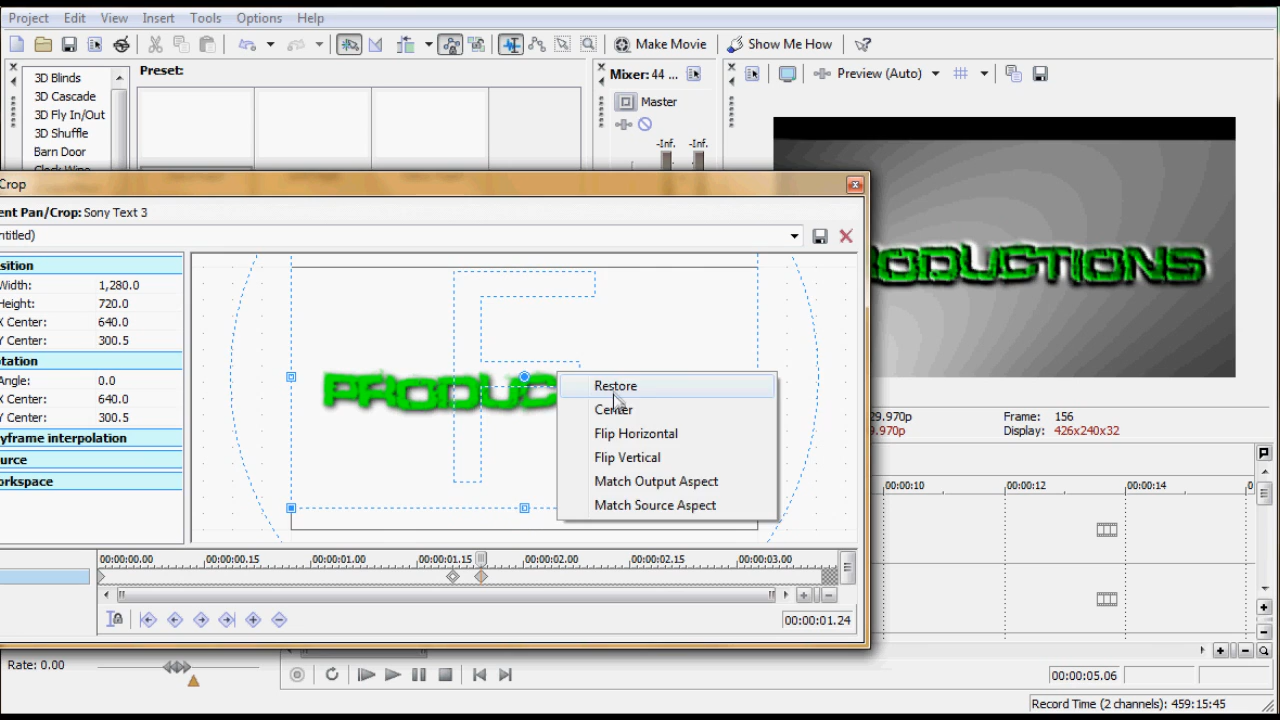 Project Edit View Insert Tools Options Help
Make Movie Show Me How
3D Blinds
3D Cascade
3D Fly In/Out
3D Shuffle
Barn Door
Preset:
Mixer: 44 ...
Master
-Inf. -Inf.
Preview (Auto)
RODUCTIONS
Crop
ent Pan/Crop: Sony Text 3
ntitled)
sition
Width: 1,280.0
Height: 720.0
X Center: 640.0
Y Center: 300.5
otation
Angle: 0.0
X Center: 640.0
Y Center: 300.5
yframe interpolation
urce
orkspace
PRODUC
Restore
Center
Flip Horizontal
Flip Vertical
Match Output Aspect
Match Source Aspect
29.970p Frame: 156
9.970p Display: 426x240x32
00:00:10 00:00:12 00:00:14 0
00:00:00.00 00:00:00.15 00:00:01.00 00:00:01.15 00:00:02.00 00:00:02.15 00:00:03.00
00:00:01.24
Rate: 0.00
00:00:05.06
Record Time (2 channels): 459:15:45